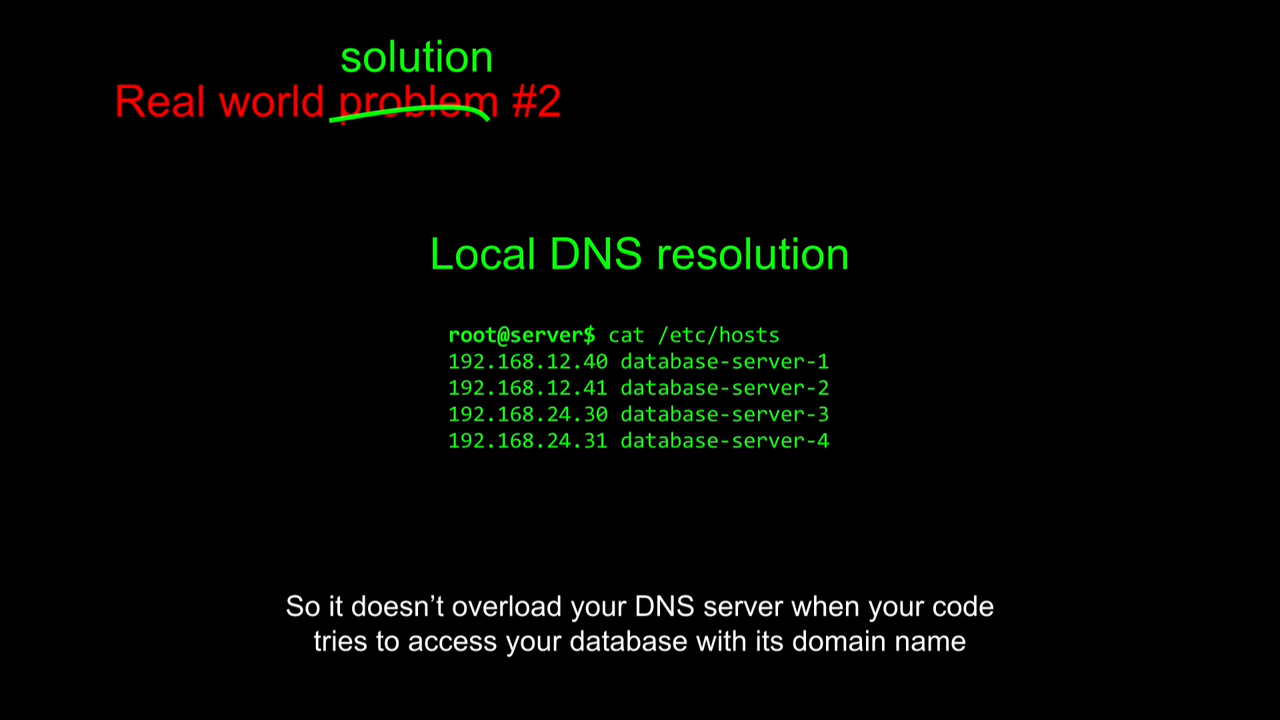 solution
Real world problem #2
Local DNS resolution
root@server$ cat /etc/hosts
192.168.12.40 database-server-1
192.168.12.41 database-server-2
192.168.24.30 database-server-3
192.168.24.31 database-server-4
So it doesn’t overload your DNS server when your code
tries to access your database with its domain name